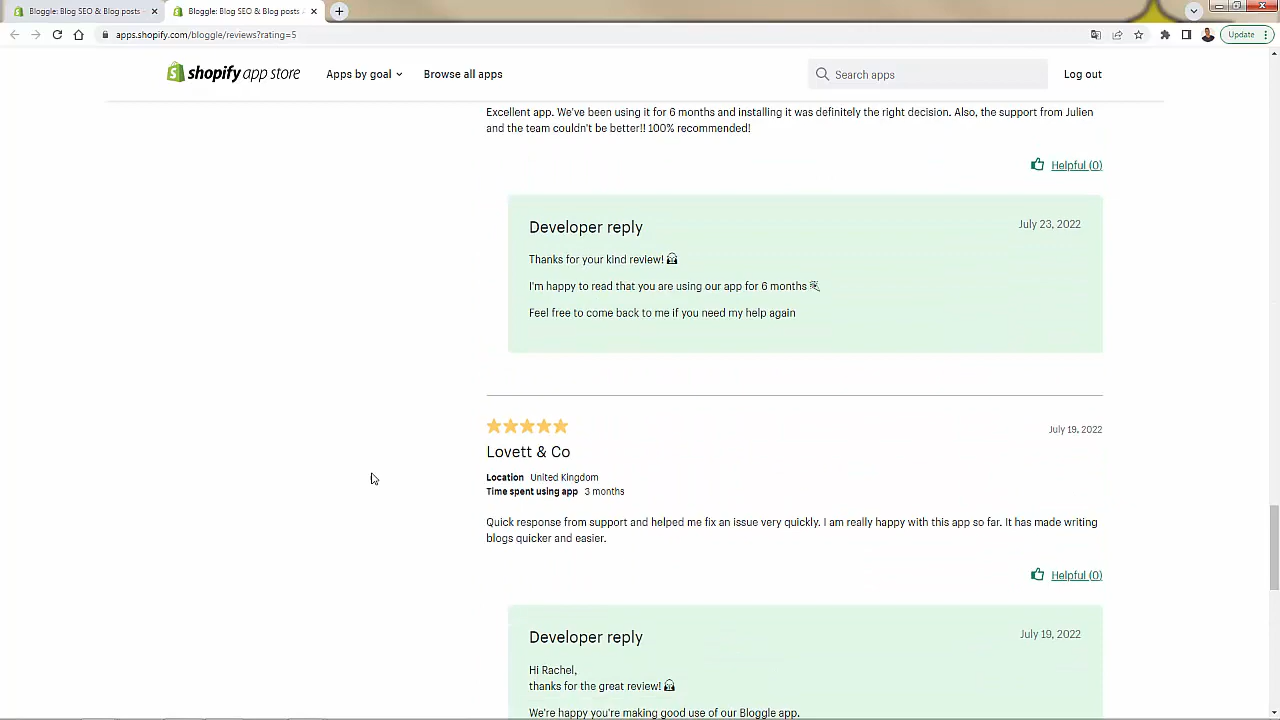 Bloggle: Blog SEO & Blog posts
Bloggle: Blog SEO & Blog posts
apps.shopify.com/bloggle/reviews?rating=5
Update
shopify app store
Apps by goal
Browse all apps
Search apps
Log out
Excellent app. We've been using it for 6 months and installing it was definitely the right decision. Also, the support from Julien
and the team couldn't be better!! 100% recommended!
Helpful (0)
Developer reply
July 23, 2022
Thanks for your kind review!
I'm happy to read that you are using our app for 6 months
Feel free to come back to me if you need my help again
July 19, 2022
Lovett & Co
Location United Kingdom
Time spent using app 3 months
Quick response from support and helped me fix an issue very quickly. I am really happy with this app so far. It has made writing
blogs quicker and easier.
Helpful (0)
Developer reply
July 19, 2022
Hi Rachel,
thanks for the great review!
We're happy you're making good use of our Bloggle app.